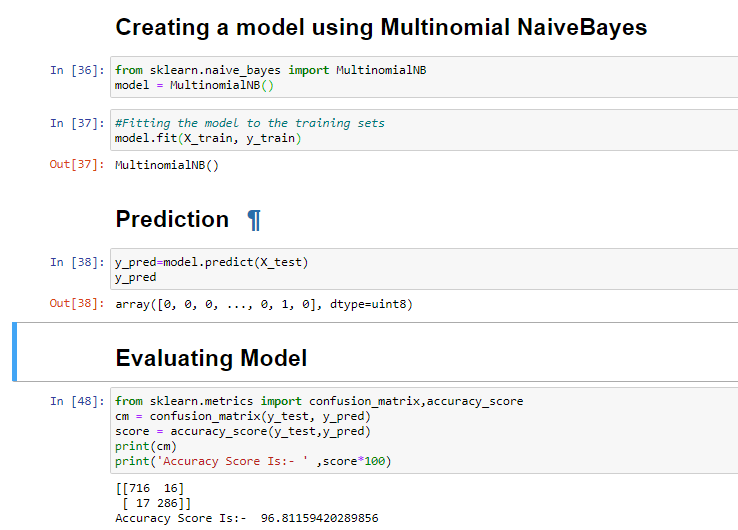 Creating a model using Multinomial NaiveBayes
In [36]: from sklearn.naive_bayes import MultinomialNB
model = MultinomialNB()
In [37]: #Fitting the model to the training sets
model.fit(X_train, y_train)
Out[37]: MultinomialNB()
Prediction ¶
In [38]: y_pred=model.predict(X_test)
y_pred
Out[38]: array([0, 0, 0, ..., 0, 1, 0], dtype=uint8)
Evaluating Model
In [48]: from sklearn.metrics import confusion_matrix,accuracy_score
cm = confusion_matrix(y_test, y_pred)
score = accuracy_score(y_test,y_pred)
print(cm)
print('Accuracy Score Is:- ' ,score*100)
[[716  16]
[ 17 286]]
Accuracy Score Is:-  96.81159420289856